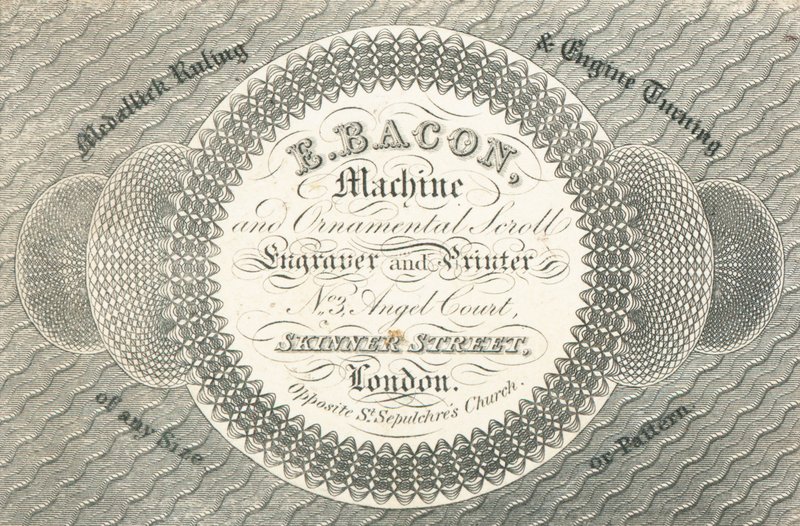 Medallick Ruling
& Engine Turning
E. BACON,
Machine
and Ornamental Scroll
Engraver and Printer
No. 3, Angel Court,
SKINNER STREET,
London.
Opposite St. Sepulchre's Church.
of any Size
or Pattern.